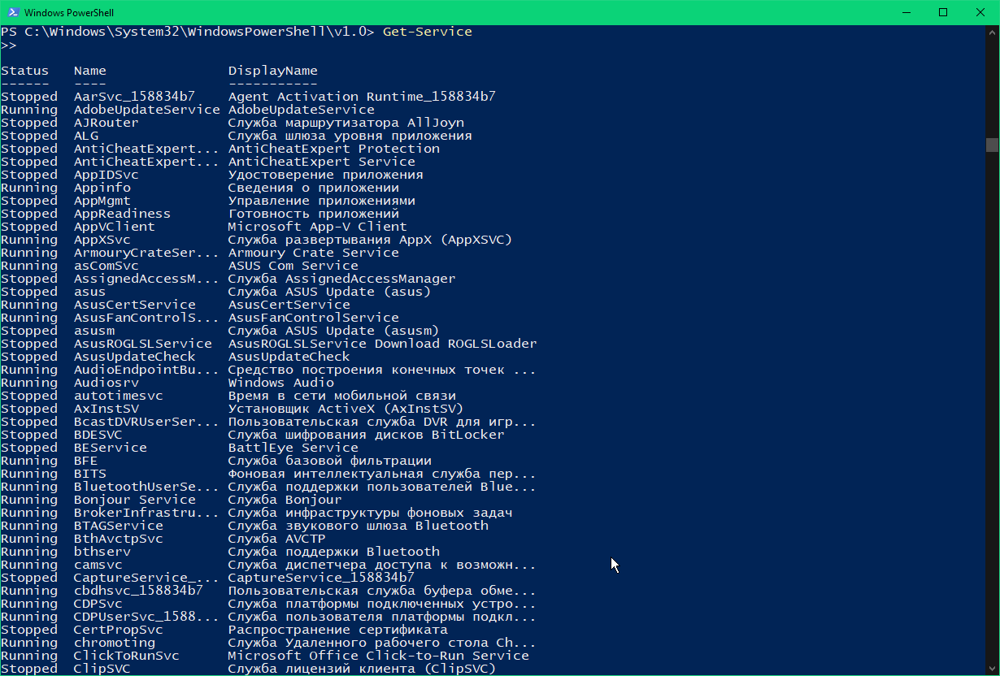 Windows PowerShell
PS C:\Windows\System32\WindowsPowerShell\v1.0> Get-Service
>>
Status Name DisplayName
------ ---- -----------
Stopped AarSvc_158834b7 Agent Activation Runtime_158834b7
Running AdobeUpdateService AdobeUpdateService
Stopped AJRouter Служба маршрутизатора AllJoyn
Stopped ALG Служба шлюза уровня приложения
Stopped AntiCheatExpert... AntiCheatExpert Protection
Stopped AntiCheatExpert... AntiCheatExpert Service
Stopped AppIDSvc Удостоверение приложения
Running Appinfo Сведения о приложении
Stopped AppMgmt Управление приложениями
Stopped AppReadiness Готовность приложений
Stopped AppVClient Microsoft App-V Client
Running AppXSvc Служба развертывания AppX (AppXSVC)
Running ArmouryCrateSer... Armoury Crate Service
Running asComSvc ASUS Com Service
Stopped AssignedAccessM... Служба AssignedAccessManager
Stopped asus Служба ASUS Update (asus)
Running AsusCertService AsusCertService
Running AsusFanControlS... AsusFanControlService
Stopped asusm Служба ASUS Update (asusm)
Stopped AsusROGLSLService AsusROGLSLService Download ROGLSLoader
Stopped AsusUpdateCheck AsusUpdateCheck
Running AudioEndpointBu... Средство построения конечных точек ...
Running Audiosrv Windows Audio
Stopped autotimesvc Время в сети мобильной связи
Stopped AxInstSV Установщик ActiveX (AxInstSV)
Stopped BcastDVRUserSer... Пользовательская служба DVR для игр...
Stopped BDESVC Служба шифрования дисков BitLocker
Stopped BEService BattlEye Service
Running BFE Служба базовой фильтрации
Running BITS Фоновая интеллектуальная служба пер...
Running BluetoothUserSe... Служба поддержки пользователей Blue...
Running Bonjour Service Служба Bonjour
Running BrokerInfrastru... Служба инфраструктуры фоновых задач
Running BTAGService Служба звукового шлюза Bluetooth
Running BthAvctpSvc Служба AVCTP
Running bthserv Служба поддержки Bluetooth
Running camsvc Служба диспетчера доступа к возможн...
Stopped CaptureService_... CaptureService_158834b7
Running cbdhsvc_158834b7 Пользовательская служба буфера обме...
Running CDPSvc Служба платформы подключенных устро...
Running CDPUserSvc_1588... Служба пользователя платформы подкл...
Stopped CertPropSvc Распространение сертификата
Running chromoting Служба Удаленного рабочего стола Ch...
Running ClickToRunSvc Microsoft Office Click-to-Run Service
Stopped ClipSVC Служба лицензий клиента (ClipSVC)